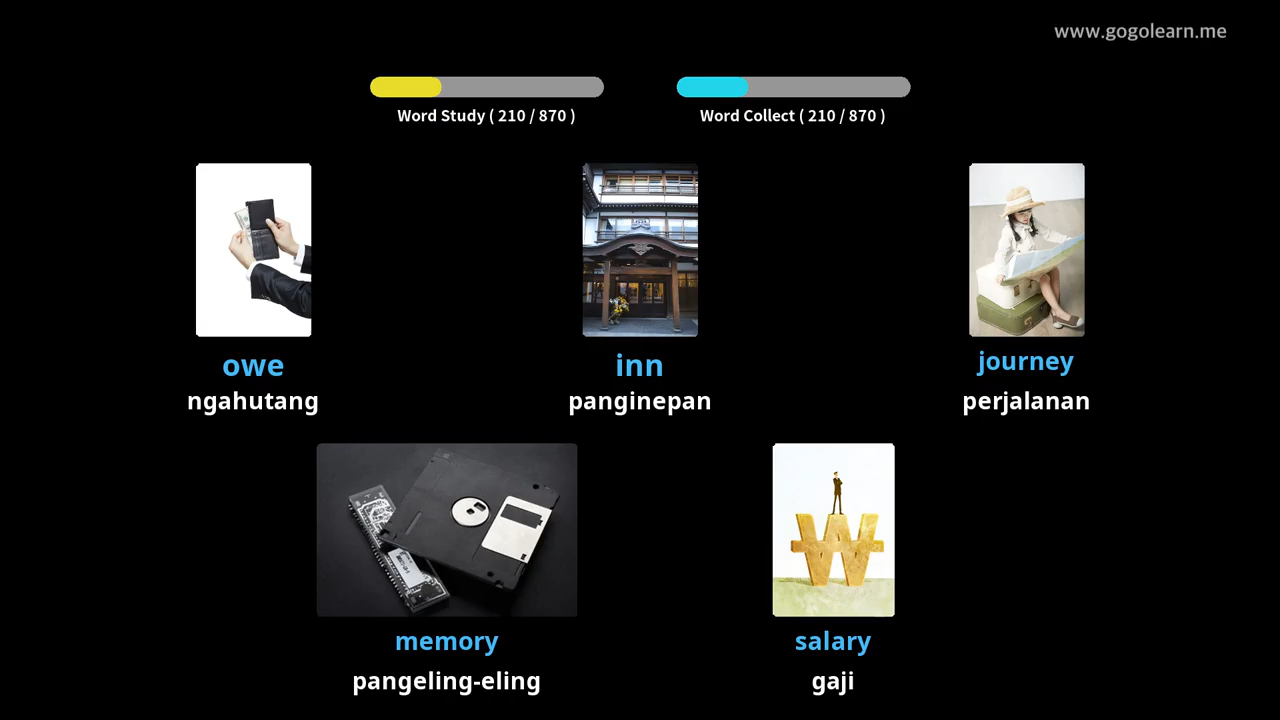 www.gogolearn.me
Word Study ( 210 / 870 )
Word Collect ( 210 / 870 )
owe
ngahutang
inn
panginepan
journey
perjalanan
memory
pangeling-eling
salary
gaji